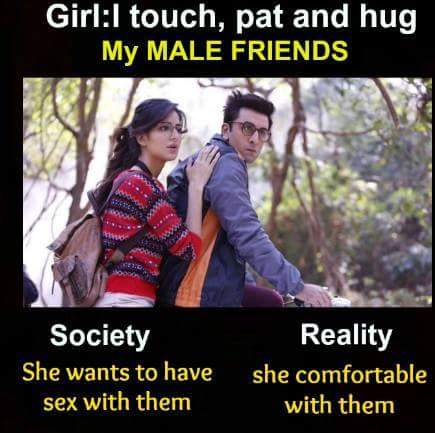 Girl:I touch, pat and hug
My MALE FRIENDS
Society
She wants to have
sex with them
Reality
she comfortable
with them